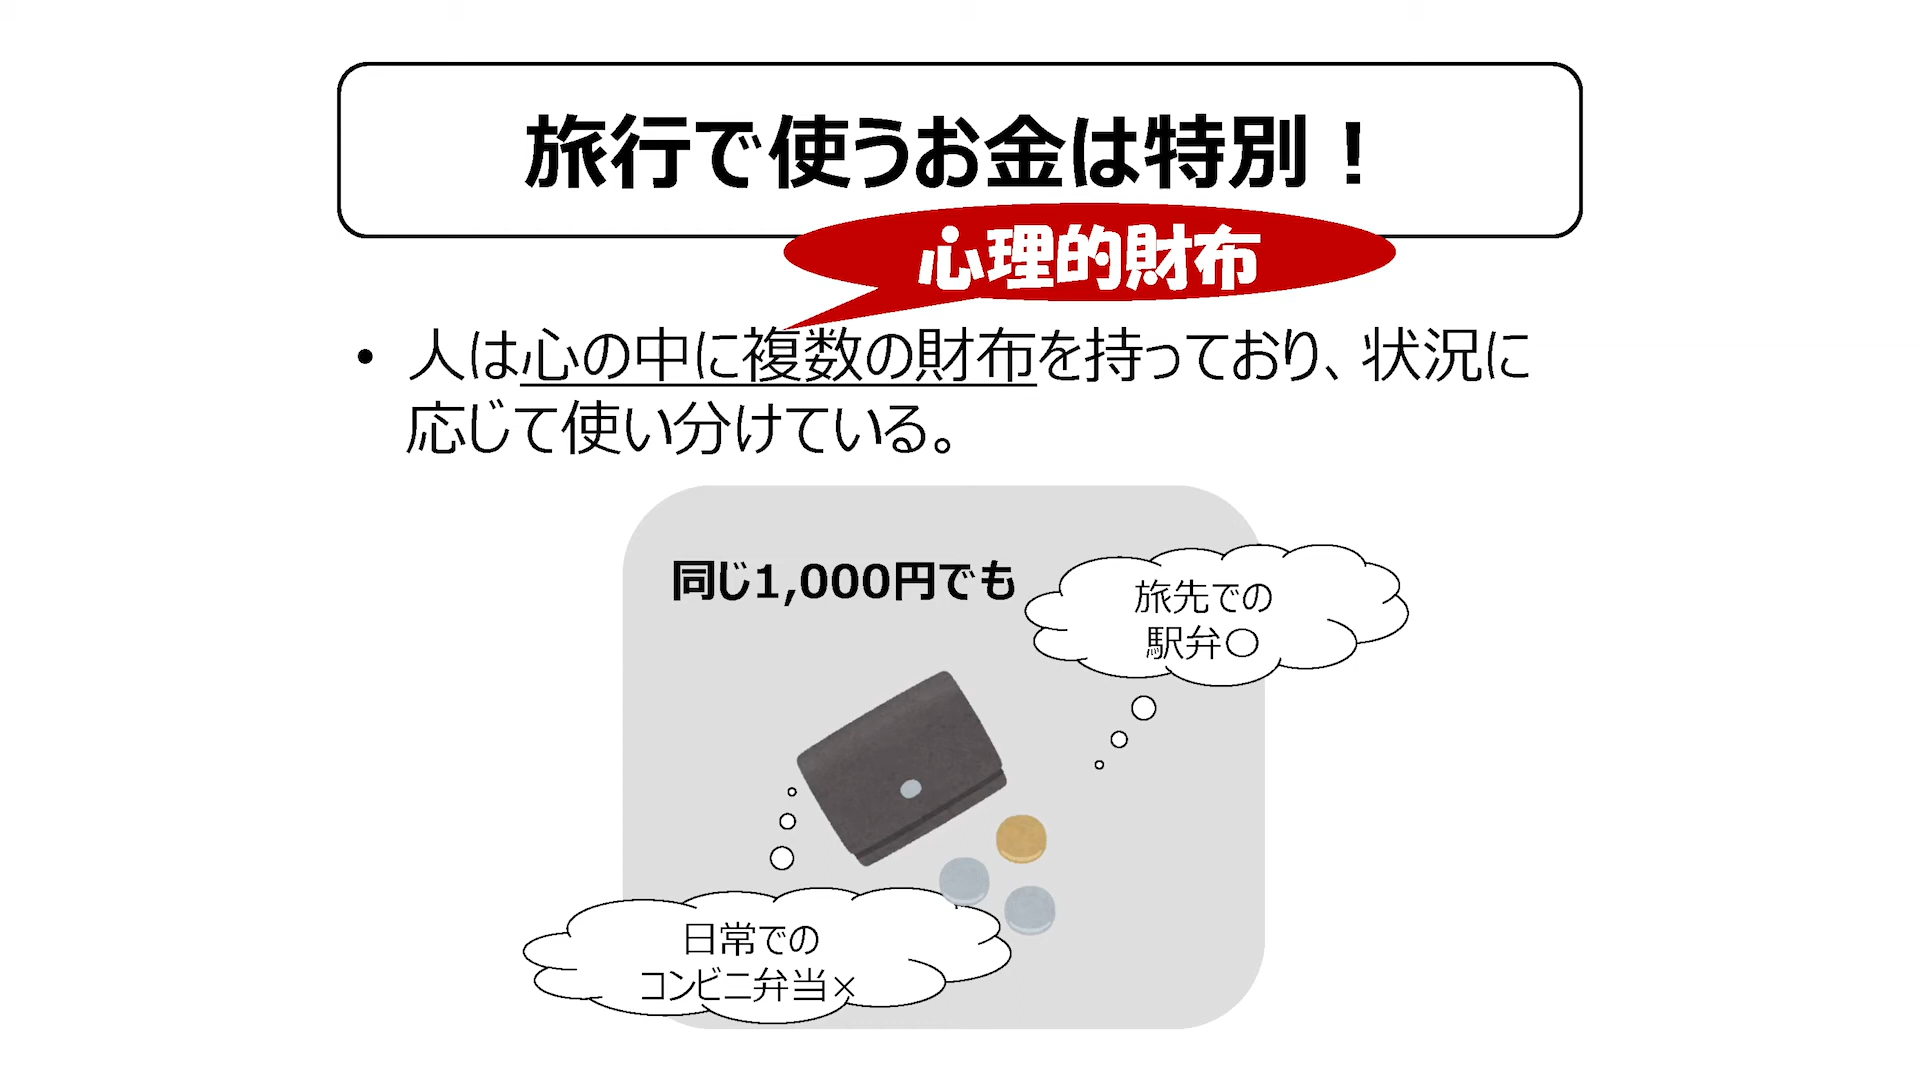 旅行で使うお金は特別！
心理的財布
• 人は心の中に複数の財布を持っており、状況に
応じて使い分けている。
同じ1,000円でも
旅先での
駅弁〇
日常での
コンビニ弁当×